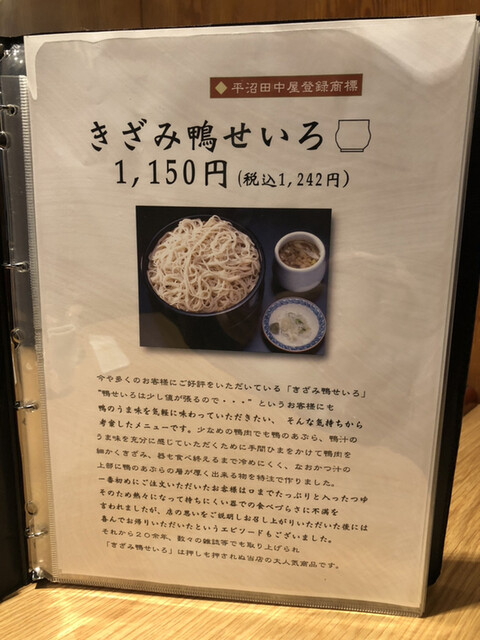 ◆平沼田中屋登録商標
きざみ鴨せいろ
1,150円(税込1,242円)
今や多くのお客様にご好評をいただいている「きざみ鴨せいろ」
"鴨せいろは少し値が張るので・・・"というお客様にも
鴨のうま味を気軽に味わっていただきたい、そんな気持ちから
考案したメニューです。少なめの鴨肉でも鴨のあぶら、鴨汁の
うま味を充分に感じていただくために手間ひまをかけて鴨肉を
細かくきざみ、器も食べ終えるまで冷めにくく、なおかつ汁の
上部に鴨のあぶらの層が厚く出来る物を特注で作りました。
一番初めにご注文いただいたお客様は口までたっぷりと入ったつゆ
そのため熱々になって持ちにくい器での食べづらさに不満を
言われましたが、店の思いをご説明しお召し上がりいただいた後には
喜んでお帰りいただいたというエピソードもございました。
それから20余年、数々の雑誌等でも取り上げられ
「きざみ鴨せいろ」は押しも押されぬ当店の大人気商品です。